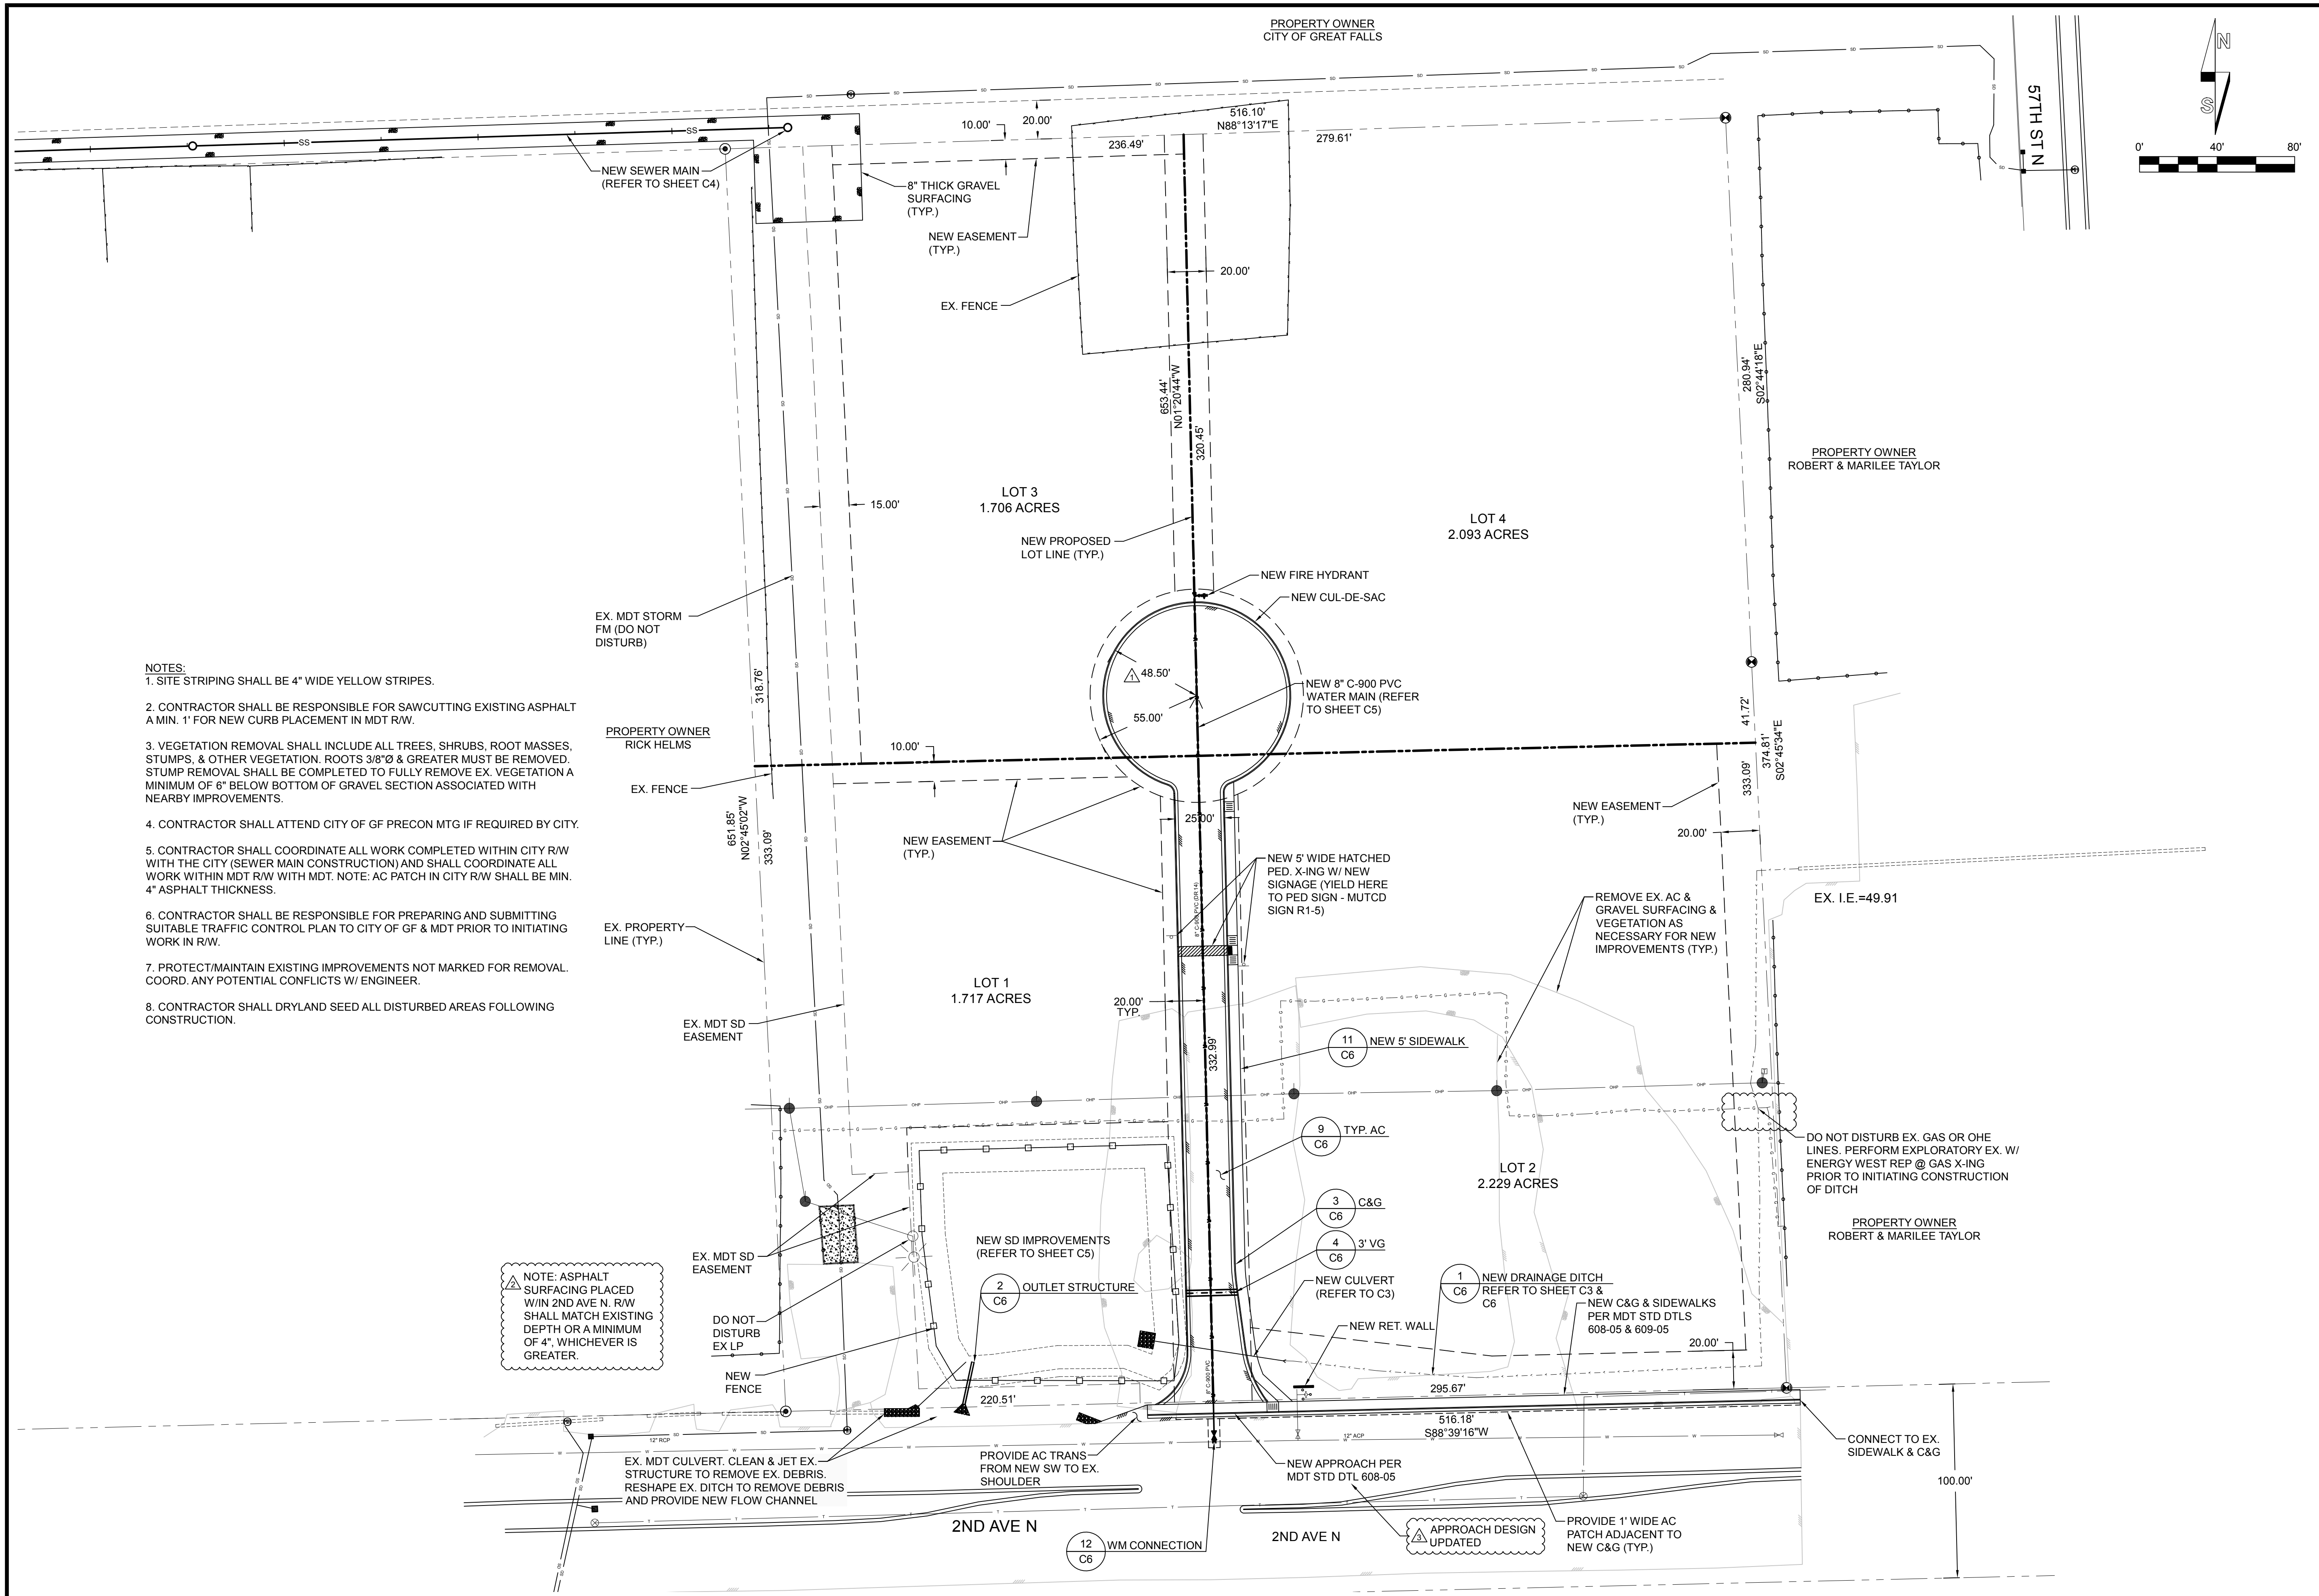 PROPERTY OWNER
CITY OF GREAT FALLS
N
S
57TH ST N
0' 40' 80'
516.10'
N88°13'17"E
10.00'
20.00'
236.49'
279.61'
SS
SS
NEW SEWER MAIN
(REFER TO SHEET C4)
8" THICK GRAVEL
SURFACING
(TYP.)
NEW EASEMENT
(TYP.)
20.00'
EX. FENCE
653.44'
N01°20'44"W
320.45'
280.94'
S02°44'18"E
PROPERTY OWNER
ROBERT & MARILEE TAYLOR
LOT 3
1.706 ACRES
15.00'
LOT 4
2.093 ACRES
NEW PROPOSED
LOT LINE (TYP.)
NEW FIRE HYDRANT
NEW CUL-DE-SAC
EX. MDT STORM
FM (DO NOT
DISTURB)
1
48.50'
55.00'
NEW 8" C-900 PVC
WATER MAIN (REFER
TO SHEET C5)
318.76'
PROPERTY OWNER
RICK HELMS
10.00'
41.72'
374.81'
S02°45'34"E
333.09'
EX. FENCE
651.85'
N02°45'02"W
333.09'
NOTES:
1. SITE STRIPING SHALL BE 4" WIDE YELLOW STRIPES.
2. CONTRACTOR SHALL BE RESPONSIBLE FOR SAWCUTTING EXISTING ASPHALT
A MIN. 1' FOR NEW CURB PLACEMENT IN MDT R/W.
3. VEGETATION REMOVAL SHALL INCLUDE ALL TREES, SHRUBS, ROOT MASSES,
STUMPS, & OTHER VEGETATION. ROOTS 3/8"Ø & GREATER MUST BE REMOVED.
STUMP REMOVAL SHALL BE COMPLETED TO FULLY REMOVE EX. VEGETATION A
MINIMUM OF 6" BELOW BOTTOM OF GRAVEL SECTION ASSOCIATED WITH
NEARBY IMPROVEMENTS.
4. CONTRACTOR SHALL ATTEND CITY OF GF PRECON MTG IF REQUIRED BY CITY.
5. CONTRACTOR SHALL COORDINATE ALL WORK COMPLETED WITHIN CITY R/W
WITH THE CITY (SEWER MAIN CONSTRUCTION) AND SHALL COORDINATE ALL
WORK WITHIN MDT R/W WITH MDT. NOTE: AC PATCH IN CITY R/W SHALL BE MIN.
4" ASPHALT THICKNESS.
6. CONTRACTOR SHALL BE RESPONSIBLE FOR PREPARING AND SUBMITTING
SUITABLE TRAFFIC CONTROL PLAN TO CITY OF GF & MDT PRIOR TO INITIATING
WORK IN R/W.
7. PROTECT/MAINTAIN EXISTING IMPROVEMENTS NOT MARKED FOR REMOVAL.
COORD. ANY POTENTIAL CONFLICTS W/ ENGINEER.
8. CONTRACTOR SHALL DRYLAND SEED ALL DISTURBED AREAS FOLLOWING
CONSTRUCTION.
NEW EASEMENT
(TYP.)
25.00'
NEW EASEMENT
(TYP.)
20.00'
NEW 5' WIDE HATCHED
PED. X-ING W/ NEW
SIGNAGE (YIELD HERE
TO PED SIGN - MUTCD
SIGN R1-5)
8" C-900 PVC (DR 14)
REMOVE EX. AC &
GRAVEL SURFACING &
VEGETATION AS
NECESSARY FOR NEW
IMPROVEMENTS (TYP.)
EX. I.E.=49.91
EX. PROPERTY
LINE (TYP.)
LOT 1
1.717 ACRES
20.00'
TYP.
EX. MDT SD
EASEMENT
332.99'
11
C6
NEW 5' SIDEWALK
OHP OHP OHP OHP OHP OHP OHP
9
C6
TYP. AC
DO NOT DISTURB EX. GAS OR OHE
LINES. PERFORM EXPLORATORY EX. W/
ENERGY WEST REP @ GAS X-ING
PRIOR TO INITIATING CONSTRUCTION
OF DITCH
LOT 2
2.229 ACRES
3
C6
C&G
4
C6
3' VG
PROPERTY OWNER
ROBERT & MARILEE TAYLOR
NEW SD IMPROVEMENTS
(REFER TO SHEET C5)
EX. MDT SD
EASEMENT
2
C6
OUTLET STRUCTURE
NEW CULVERT
(REFER TO C3)
1
C6
NEW DRAINAGE DITCH
REFER TO SHEET C3 &
C6
NEW C&G & SIDEWALKS
PER MDT STD DTLS
608-05 & 609-05
2
NOTE: ASPHALT
SURFACING PLACED
W/IN 2ND AVE N. R/W
SHALL MATCH EXISTING
DEPTH OR A MINIMUM
OF 4", WHICHEVER IS
GREATER.
DO NOT
DISTURB
EX LP
NEW RET. WALL
20.00'
NEW
FENCE
8" C-900 PVC
220.51'
295.67'
516.18'
S88°39'16"W
12" RCP
12" ACP
EX. MDT CULVERT. CLEAN & JET EX.
STRUCTURE TO REMOVE EX. DEBRIS.
RESHAPE EX. DITCH TO REMOVE DEBRIS
AND PROVIDE NEW FLOW CHANNEL
PROVIDE AC TRANS
FROM NEW SW TO EX.
SHOULDER
NEW APPROACH PER
MDT STD DTL 608-05
CONNECT TO EX.
SIDEWALK & C&G
100.00'
2ND AVE N
2ND AVE N
12
C6
WM CONNECTION
3
APPROACH DESIGN
UPDATED
PROVIDE 1' WIDE AC
PATCH ADJACENT TO
NEW C&G (TYP.)